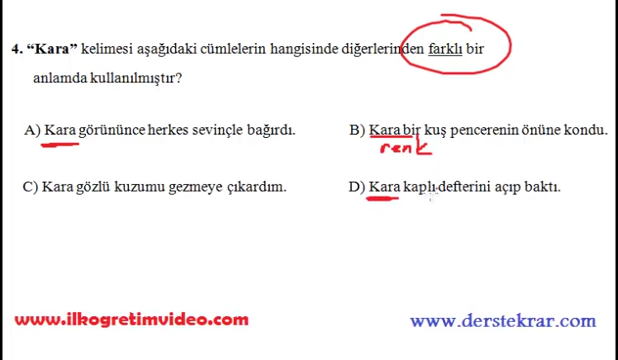 4. “Kara” kelimesi aşağıdaki cümlelerin hangisinde diğerlerinden farklı bir
anlamda kullanılmıştır?
A) Kara görününce herkes sevinçle bağırdı.
B) Kara bir kuş pencerenin önüne kondu.
renk
C) Kara gözlü kuzumu gezmeye çıkardım.
D) Kara kaplı defterini açıp baktı.
www.ilkogretimvideo.com
www.derstekrar.com